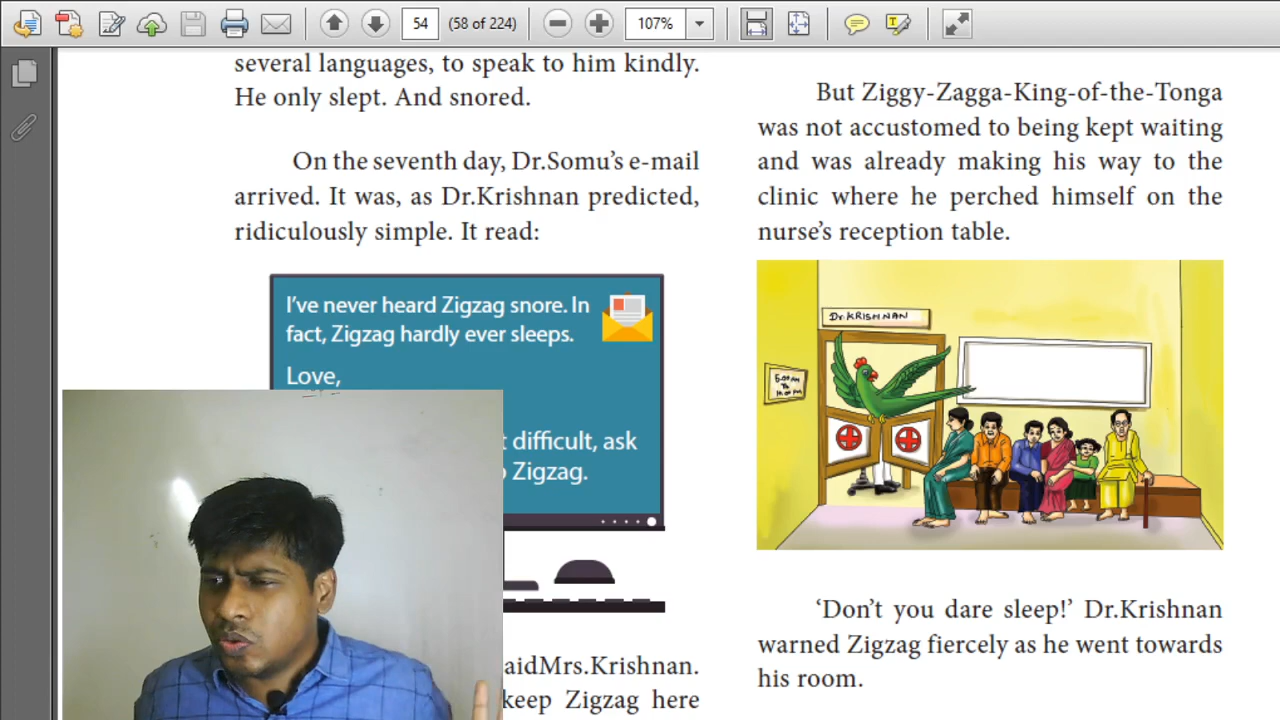 54
(58 of 224)
107%
several languages, to speak to him kindly.
He only slept. And snored.
On the seventh day, Dr.Somu’s e-mail
arrived. It was, as Dr.Krishnan predicted,
ridiculously simple. It read:
I’ve never heard Zigzag snore. In
fact, Zigzag hardly ever sleeps.
Love,
difficult, ask
Zigzag.
aidMrs.Krishnan.
keep Zigzag here
But Ziggy-Zagga-King-of-the-Tonga
was not accustomed to being kept waiting
and was already making his way to the
clinic where he perched himself on the
nurse’s reception table.
Dr.KRISHNAN
‘Don’t you dare sleep!’ Dr.Krishnan
warned Zigzag fiercely as he went towards
his room.